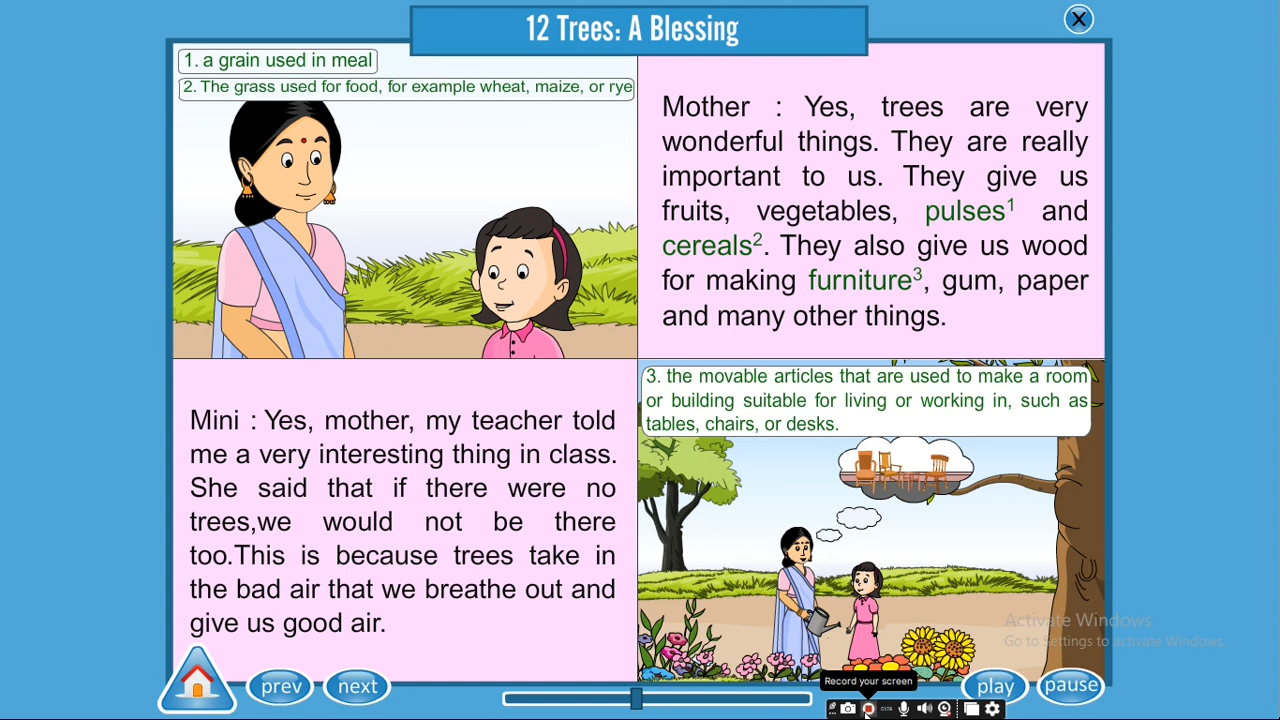 12 Trees: A Blessing
X
1. a grain used in meal
2. The grass used for food, for example wheat, maize, or rye
Mother : Yes, trees are very
wonderful things. They are really
important to us. They give us
fruits, vegetables, pulses1 and
cereals2. They also give us wood
for making furniture3, gum, paper
and many other things.
Mini : Yes, mother, my teacher told
me a very interesting thing in class.
She said that if there were no
trees,we would not be there
too.This is because trees take in
the bad air that we breathe out and
give us good air.
3. the movable articles that are used to make a room
or building suitable for living or working in, such as
tables, chairs, or desks.
Activate Windows
Go to Settings to activate Windows.
prev
next
Record your screen
play
pause